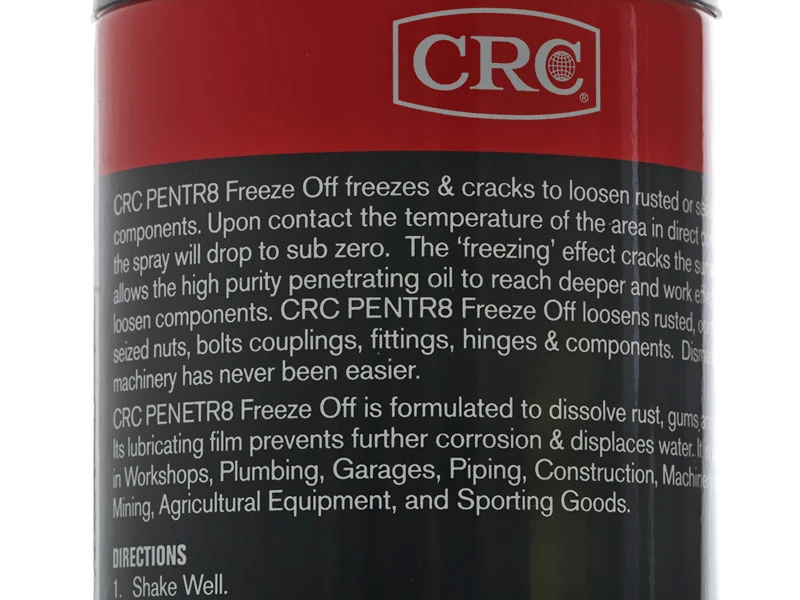 CRC
®
CRC PENTR8 Freeze Off freezes & cracks to loosen rusted or
components. Upon contact the temperature of the area in direct
the spray will drop to sub zero. The 'freezing' effect cracks the
allows the high purity penetrating oil to reach deeper and work
loosen components. CRC PENTR8 Freeze Off loosens rusted,
seized nuts, bolts couplings, fittings, hinges & components.
machinery has never been easier.
CRC PENETR8 Freeze Off is formulated to dissolve rust, gums
Its lubricating film prevents further corrosion & displaces water.
in Workshops, Plumbing, Garages, Piping, Construction,
Mining, Agricultural Equipment, and Sporting Goods.
DIRECTIONS
1. Shake Well.